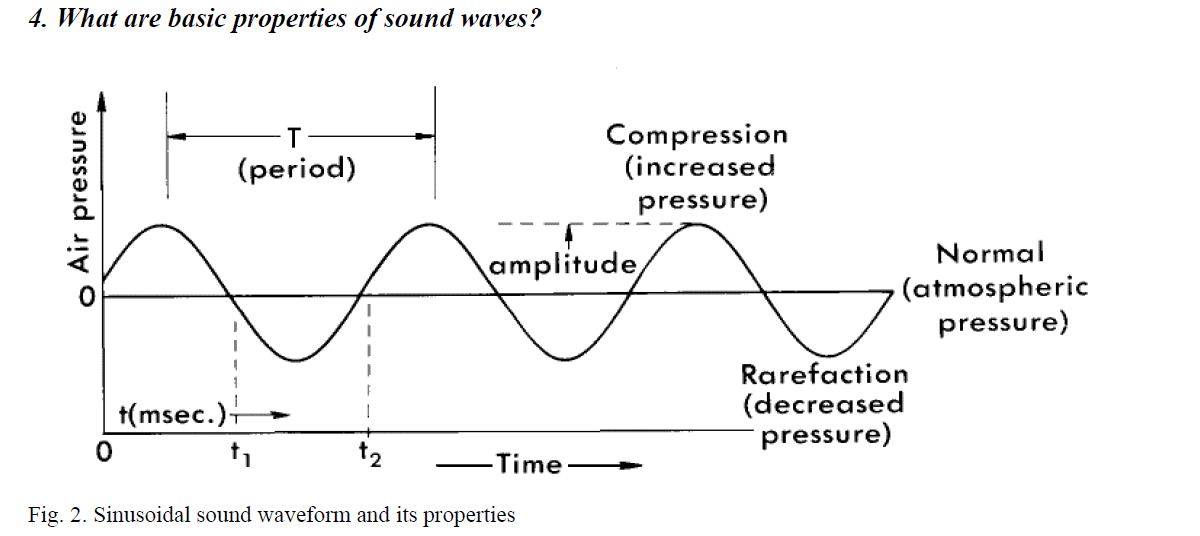 4. What are basic properties of sound waves?
Air pressure
0
T
(period)
Compression
(increased
pressure)
amplitude
Normal
(atmospheric
pressure)
Rarefaction
(decreased
pressure)
t(msec.)
0
t1
t2
Time
Fig. 2. Sinusoidal sound waveform and its properties